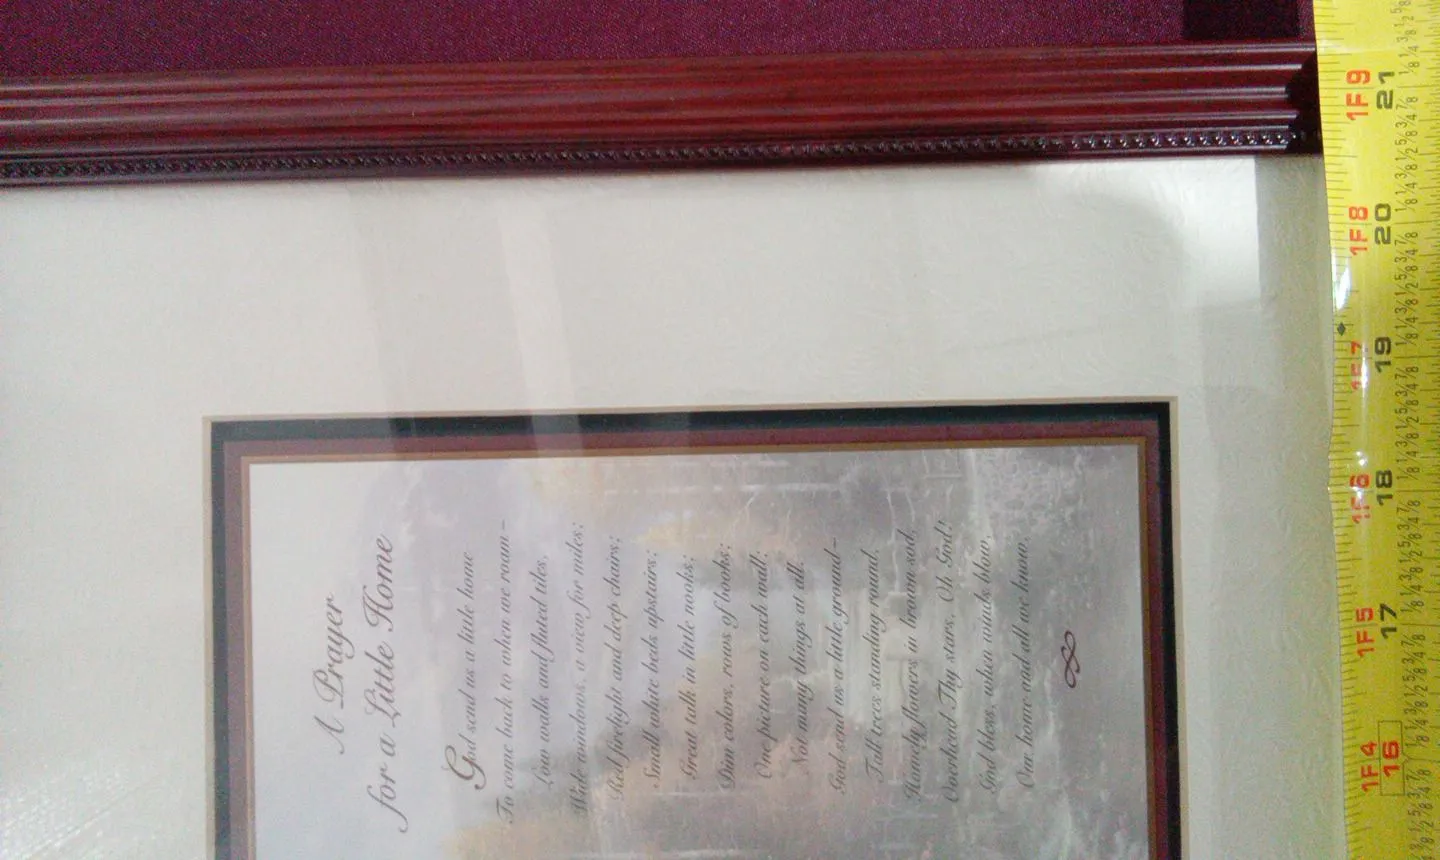 A Prayer
for a Little Home
God send us a little home
To come back to when we roam—
Low walls and fluted tiles,
Wide windows, a view for miles;
Red firelight and deep chairs;
Small white beds upstairs;
Great talk in little nooks;
Dim colors, rows of books;
One picture on each wall;
Not many things at all.
God send us a little ground—
Tall trees standing round,
Homely flowers in brown sod,
Overhead Thy stars, Oh God!
God bless, when winds blow,
Our home and all we know.
1F9 21
1F8 20
1F7 19
1F6 18
1F5 17
1F4 16